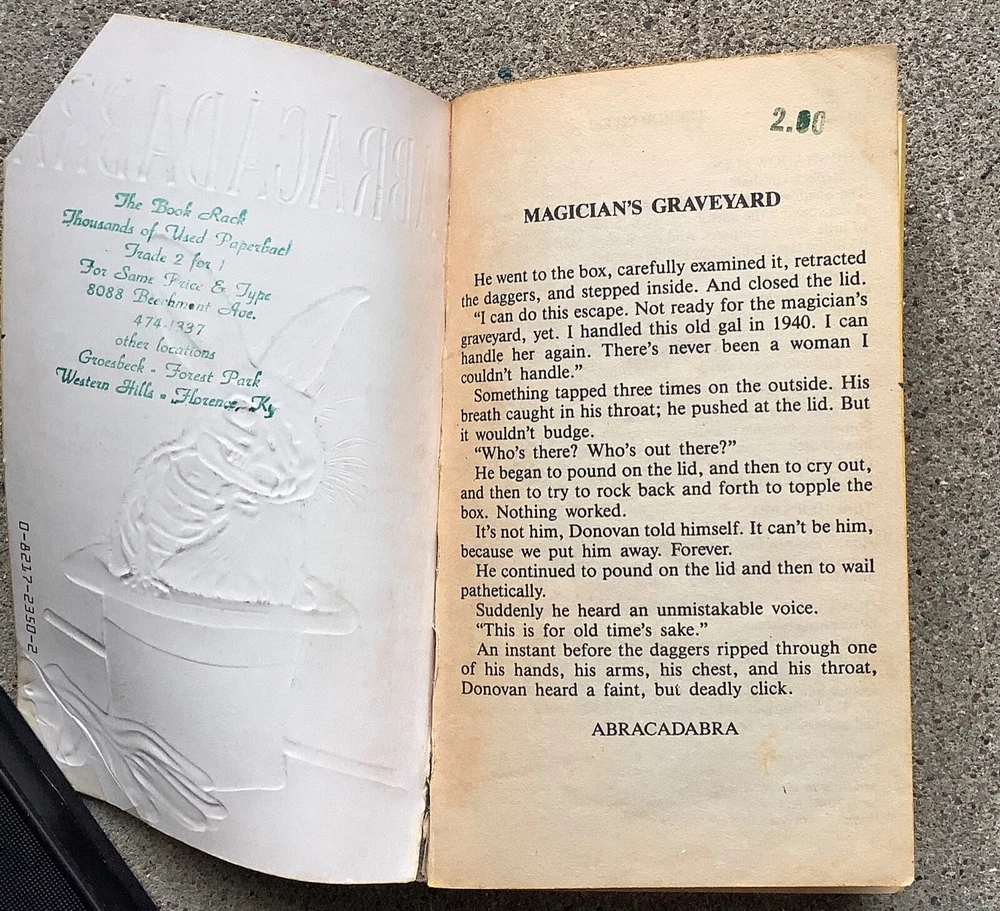 ABRACADABRA
The Book Rack
Thousands of Used Paperback
Trade 2 for 1
For Same Price & Type
8088 Beechmont Ave.
474-1337
other locations
Groesbeck - Forest Park
Western Hills - Florence, Ky
0-8217-2350-2
2.00
MAGICIAN'S GRAVEYARD
He went to the box, carefully examined it, retracted
the daggers, and stepped inside. And closed the lid.
“I can do this escape. Not ready for the magician's
graveyard, yet. I handled this old gal in 1940. I can
handle her again. There's never been a woman I
couldn't handle.”
Something tapped three times on the outside. His
breath caught in his throat; he pushed at the lid. But
it wouldn't budge.
“Who's there? Who's out there?”
He began to pound on the lid, and then to cry out,
and then to try to rock back and forth to topple the
box. Nothing worked.
It's not him, Donovan told himself. It can't be him,
because we put him away. Forever.
He continued to pound on the lid and then to wail
pathetically.
Suddenly he heard an unmistakable voice.
“This is for old time's sake.”
An instant before the daggers ripped through one
of his hands, his arms, his chest, and his throat,
Donovan heard a faint, but deadly click.
ABRACADABRA